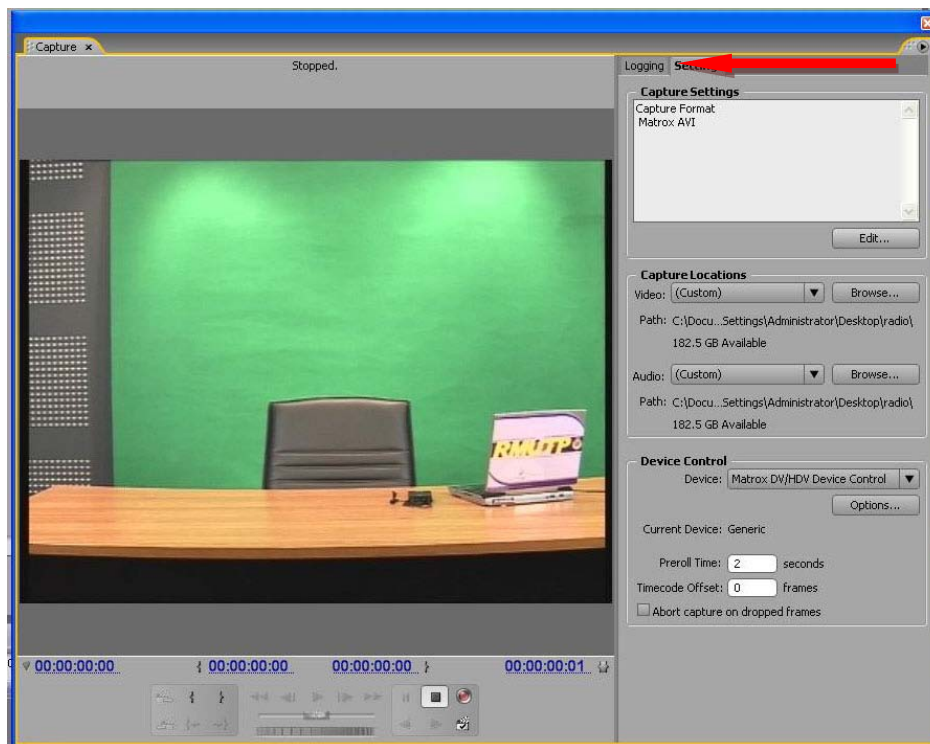 Capture ×
Stopped.
Logging
Capture Settings
Capture Format
Matrox AVI
Edit...
Capture Locations
Video: (Custom) Browse...
Path: C:\Docu...Settings\Administrator\Desktop\radio\
182.5 GB Available
Audio: (Custom) Browse...
Path: C:\Docu...Settings\Administrator\Desktop\radio\
182.5 GB Available
RMUTP
Device Control
Device: Matrox DV/HDV Device Control
Options...
Current Device: Generic
Preroll Time: 2 seconds
Timecode Offset: 0 frames
Abort capture on dropped frames
00:00:00:00 { 00:00:00:00 00:00:00:00 } 00:00:00:01